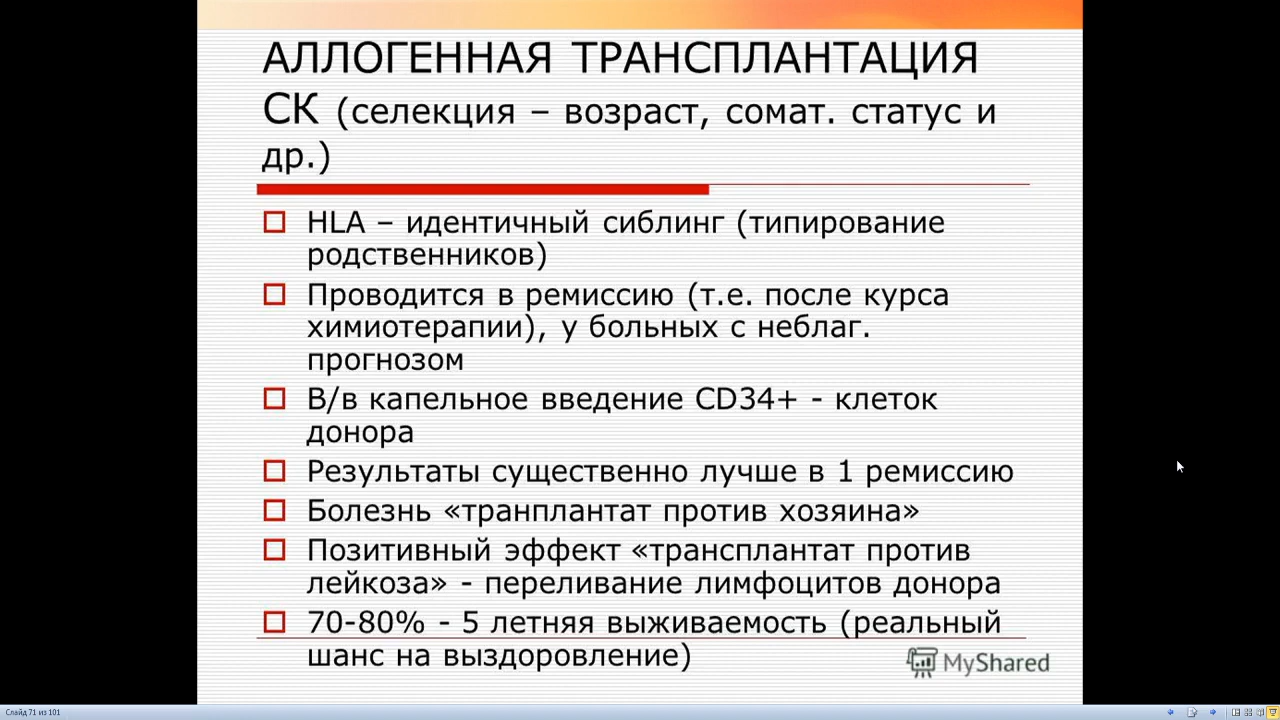 АЛЛОГЕННАЯ ТРАНСПЛАНТАЦИЯ
СК (селекция – возраст, сомат. статус и
др.)
HLA – идентичный сиблинг (типирование
родственников)
Проводится в ремиссию (т.е. после курса
химиотерапии), у больных с неблаг.
прогнозом
В/в капельное введение CD34+ - клеток
донора
Результаты существенно лучше в 1 ремиссию
Болезнь «транплантат против хозяина»
Позитивный эффект «трансплантат против
лейкоза» - переливание лимфоцитов донора
70-80% - 5 летняя выживаемость (реальный
шанс на выздоровление)
MyShared
Слайд 71 из 101